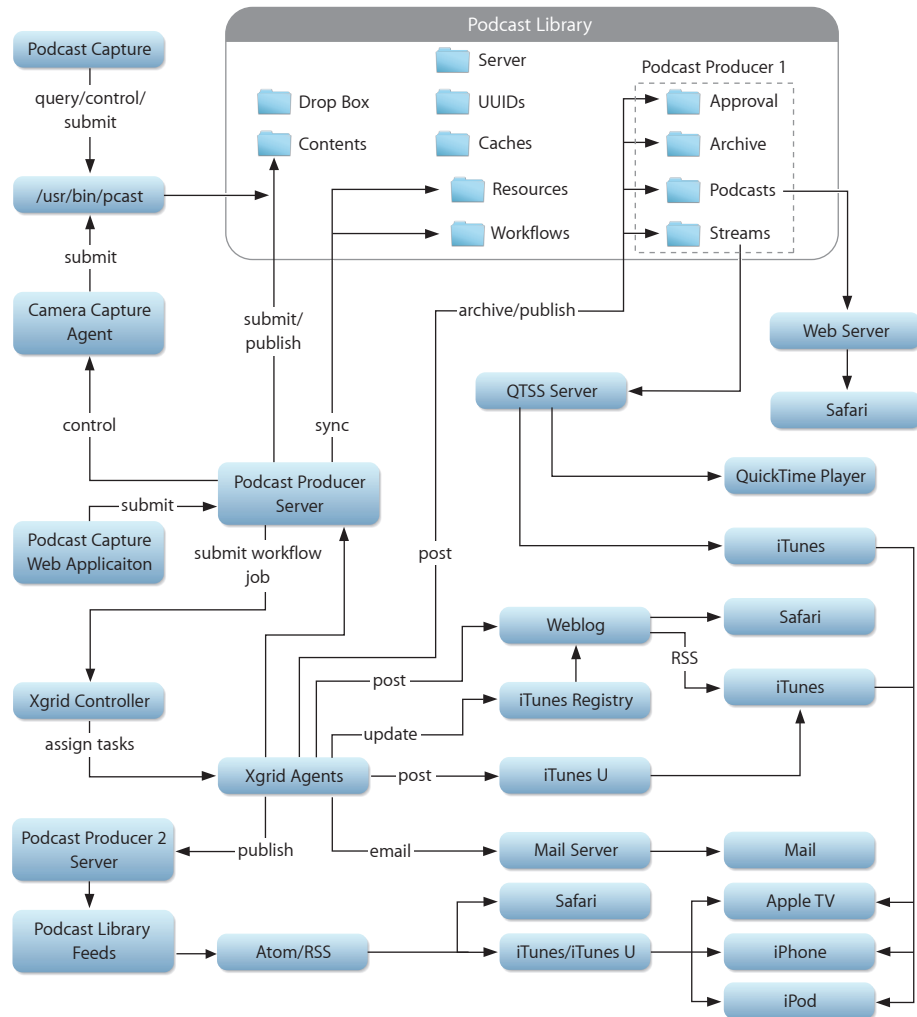 Podcast Library
Podcast Capture
Server
Podcast Producer 1
query/control/
submit
Drop Box
UUIDs
Approval
Contents
Caches
Archive
/usr/bin/pcast
Resources
Podcasts
Workflows
Streams
submit
Camera Capture
Agent
submit/
publish
archive/publish
Web Server
QTSS Server
Safari
control
sync
Podcast Producer
Server
QuickTime Player
submit
Podcast Capture
Web Applicaiton
submit workflow
job
post
iTunes
Weblog
Safari
RSS
post
Xgrid Controller
iTunes Registry
iTunes
assign tasks
update
Xgrid Agents
post
iTunes U
Podcast Producer 2
Server
publish
email
Mail Server
Mail
Safari
Apple TV
Podcast Library
Feeds
Atom/RSS
iTunes/iTunes U
iPhone
iPod